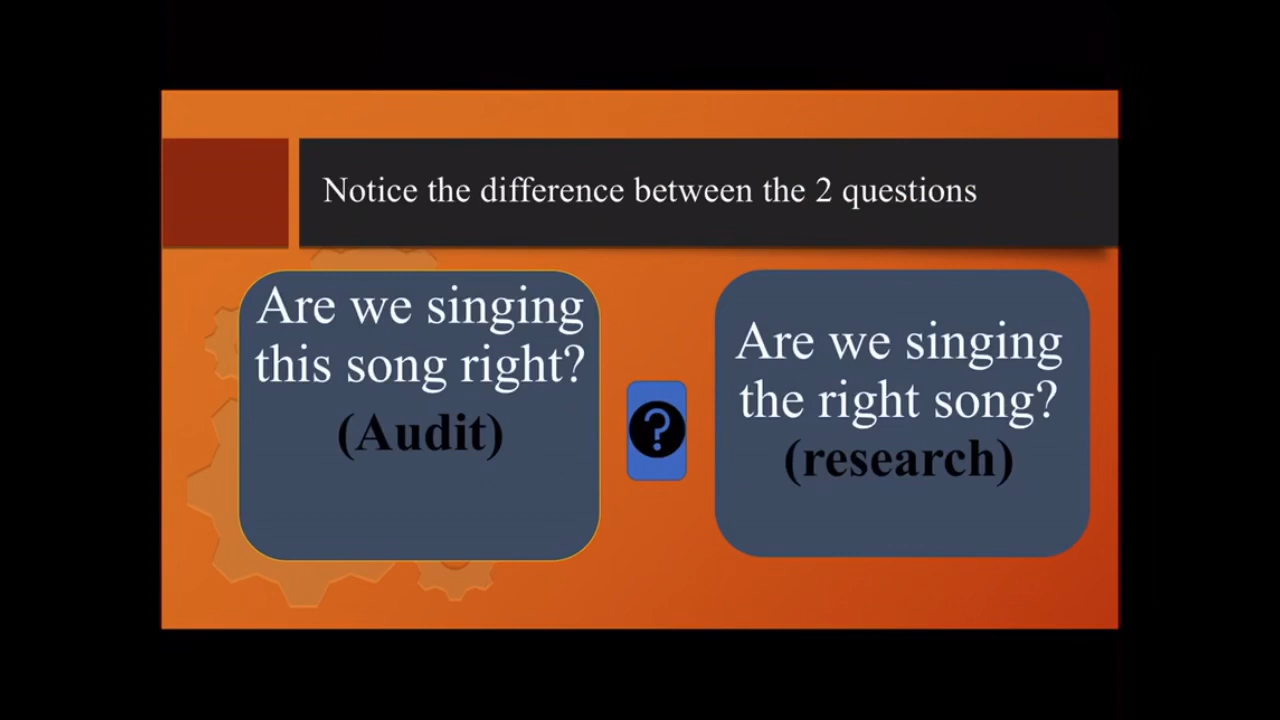 Notice the difference between the 2 questions
Are we singing
this song right?
(Audit)
?
Are we singing
the right song?
(research)